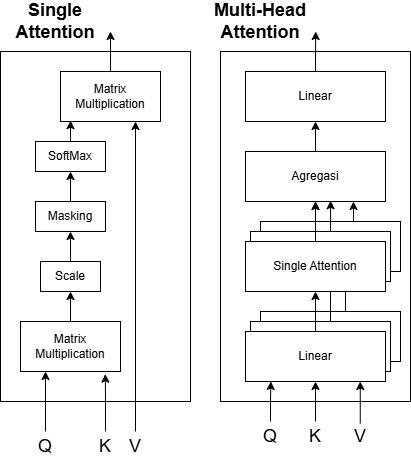 Single
Attention
Matrix
Multiplication
SoftMax
Masking
Scale
Matrix
Multiplication
Q
K
V
Multi-Head
Attention
Linear
Agregasi
Single Attention
Linear
Q
K
V